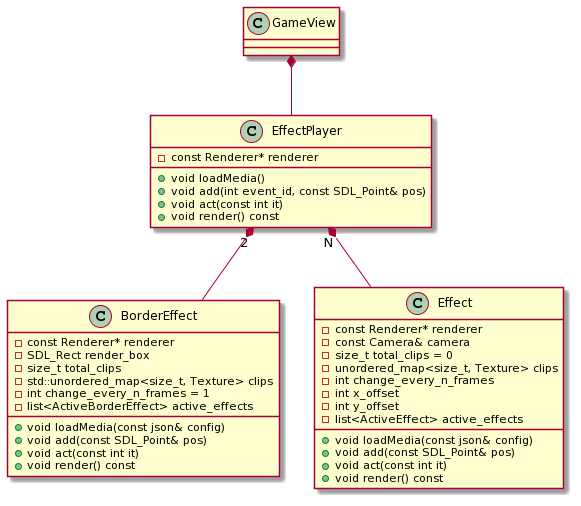 C GameView
C EffectPlayer
const Renderer* renderer
void loadMedia()
void add(int event_id, const SDL_Point& pos)
void act(const int it)
void render() const
2
N
C BorderEffect
const Renderer* renderer
SDL_Rect render_box
size_t total_clips
std::unordered_map<size_t, Texture> clips
int change_every_n_frames = 1
list<ActiveBorderEffect> active_effects
void loadMedia(const json& config)
void add(const SDL_Point& pos)
void act(const int it)
void render() const
C Effect
const Renderer* renderer
const Camera& camera
size_t total_clips = 0
unordered_map<size_t, Texture> clips
int change_every_n_frames
int x_offset
int y_offset
list<ActiveEffect> active_effects
void loadMedia(const json& config)
void add(const SDL_Point& pos)
void act(const int it)
void render() const